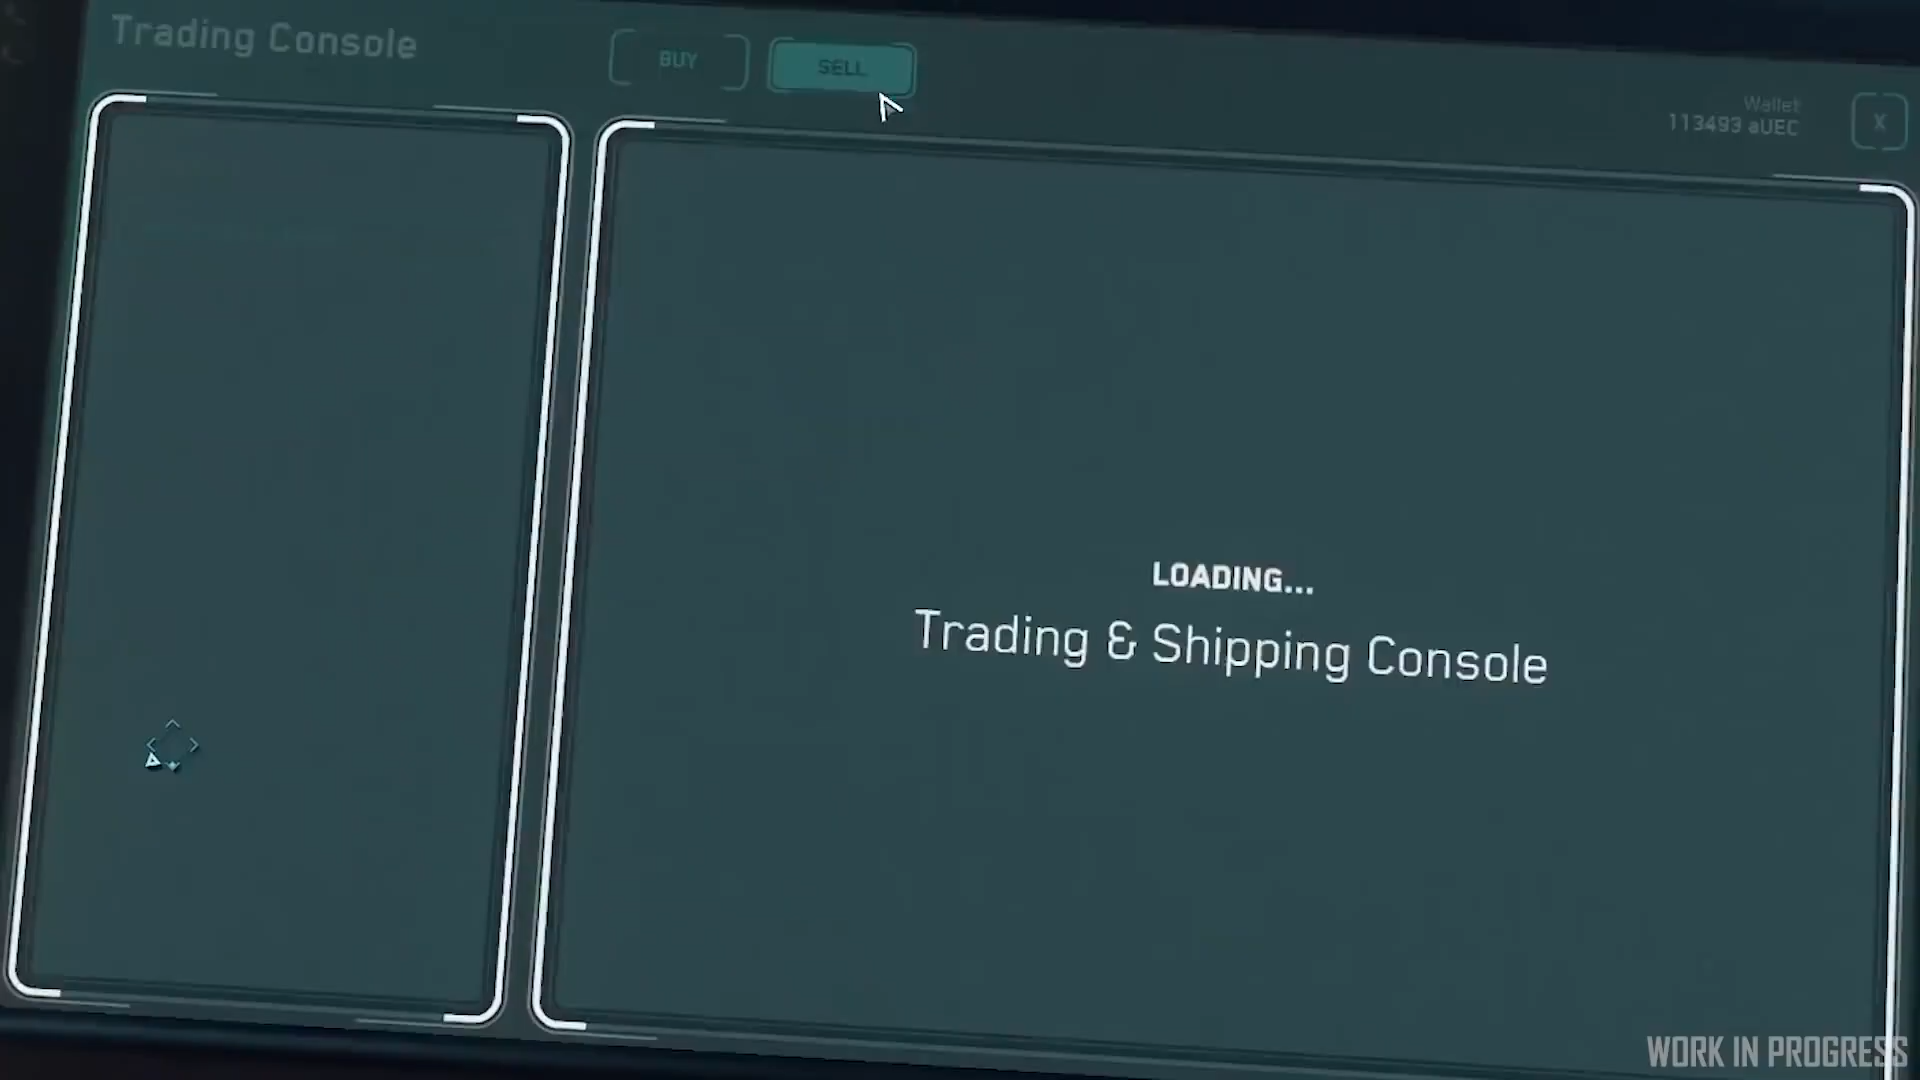 Trading Console
BUY
SELL
Wallet
113493 aUEC
X
LOADING...
Trading & Shipping Console
WORK IN PROGRESS